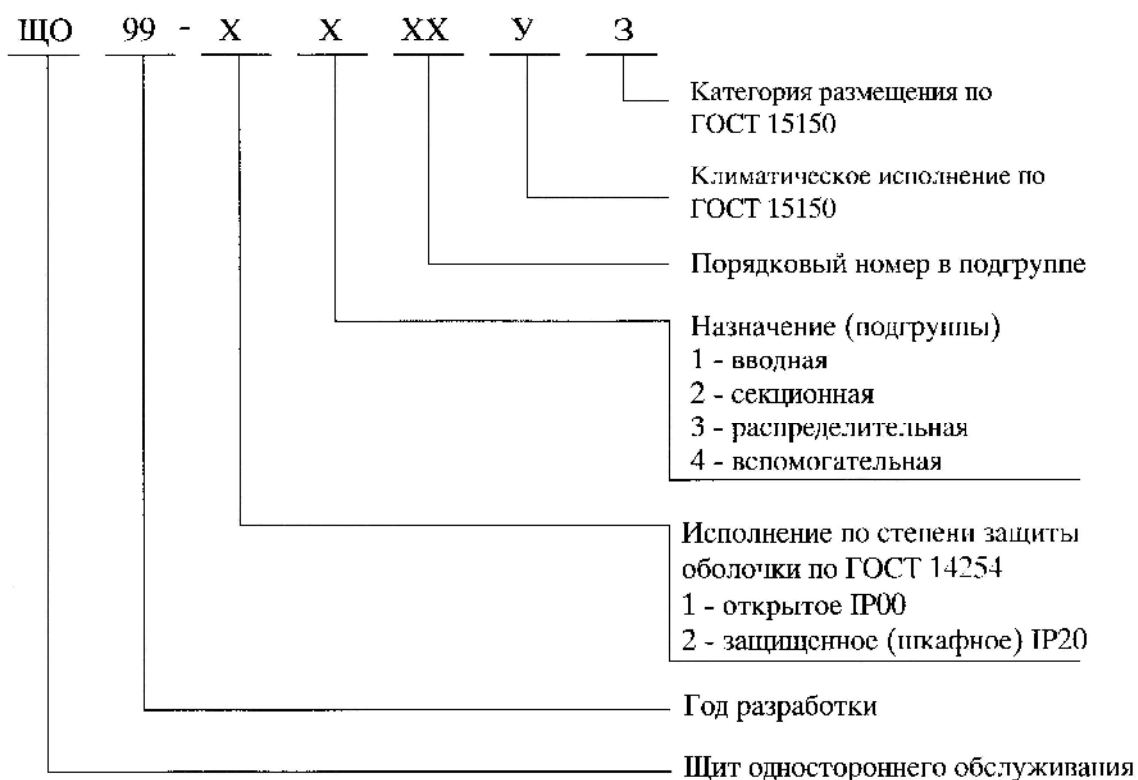 ЩО 99 - Х Х ХХ У 3
Категория размещения по
ГОСТ 15150
Климатическое исполнение по
ГОСТ 15150
Порядковый номер в подгруппе
Назначение (подгруппы)
1 - вводная
2 - секционная
3 - распределительная
4 - вспомогательная
Исполнение по степени защиты
оболочки по ГОСТ 14254
1 - открытое IP00
2 - защищенное (шкафное) IP20
Год разработки
Щит одностороннего обслуживания